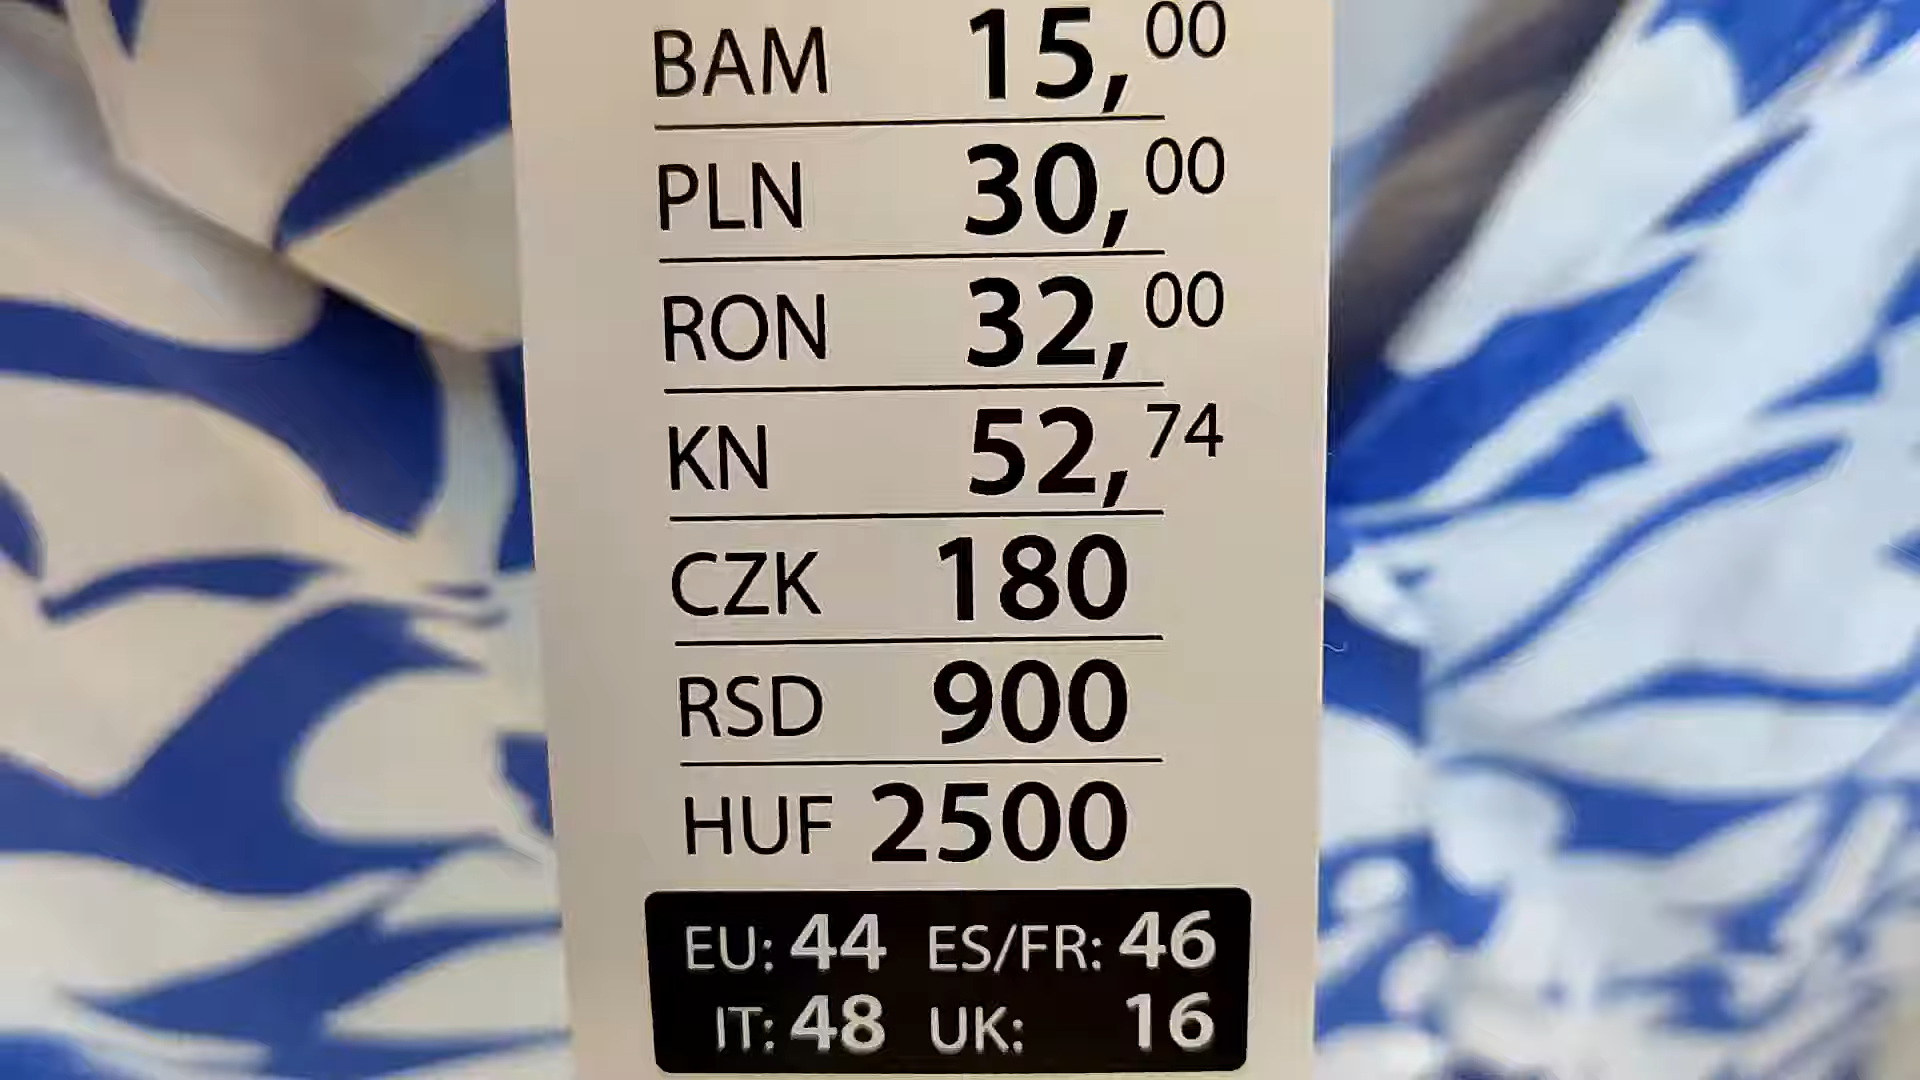 BAM 15,00
PLN 30,00
RON 32,00
KN 52,74
CZK 180
RSD 900
HUF 2500
EU: 44 ES/FR: 46
IT: 48 UK: 16